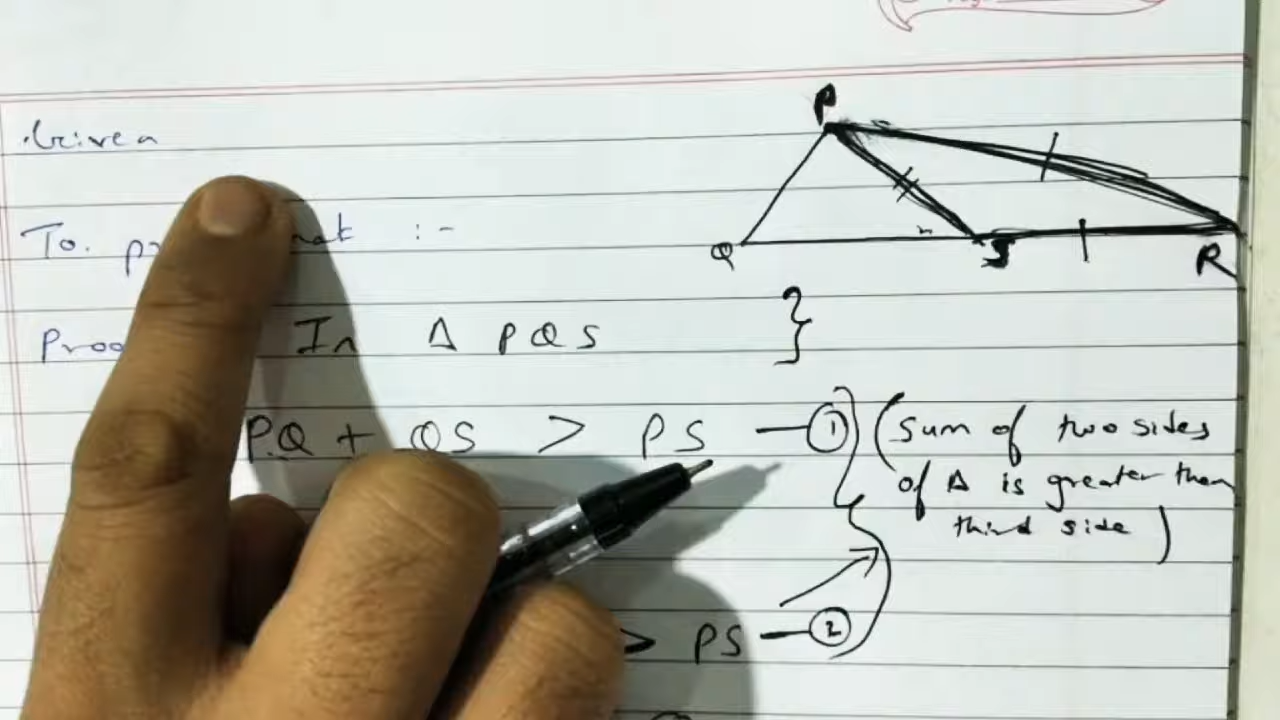 Given
P
To. :-
Q
S
R
In Δ PQS
PQ + QS > PS — ①
(Sum of two sides
of Δ is greater than
third side)
> PS — ②